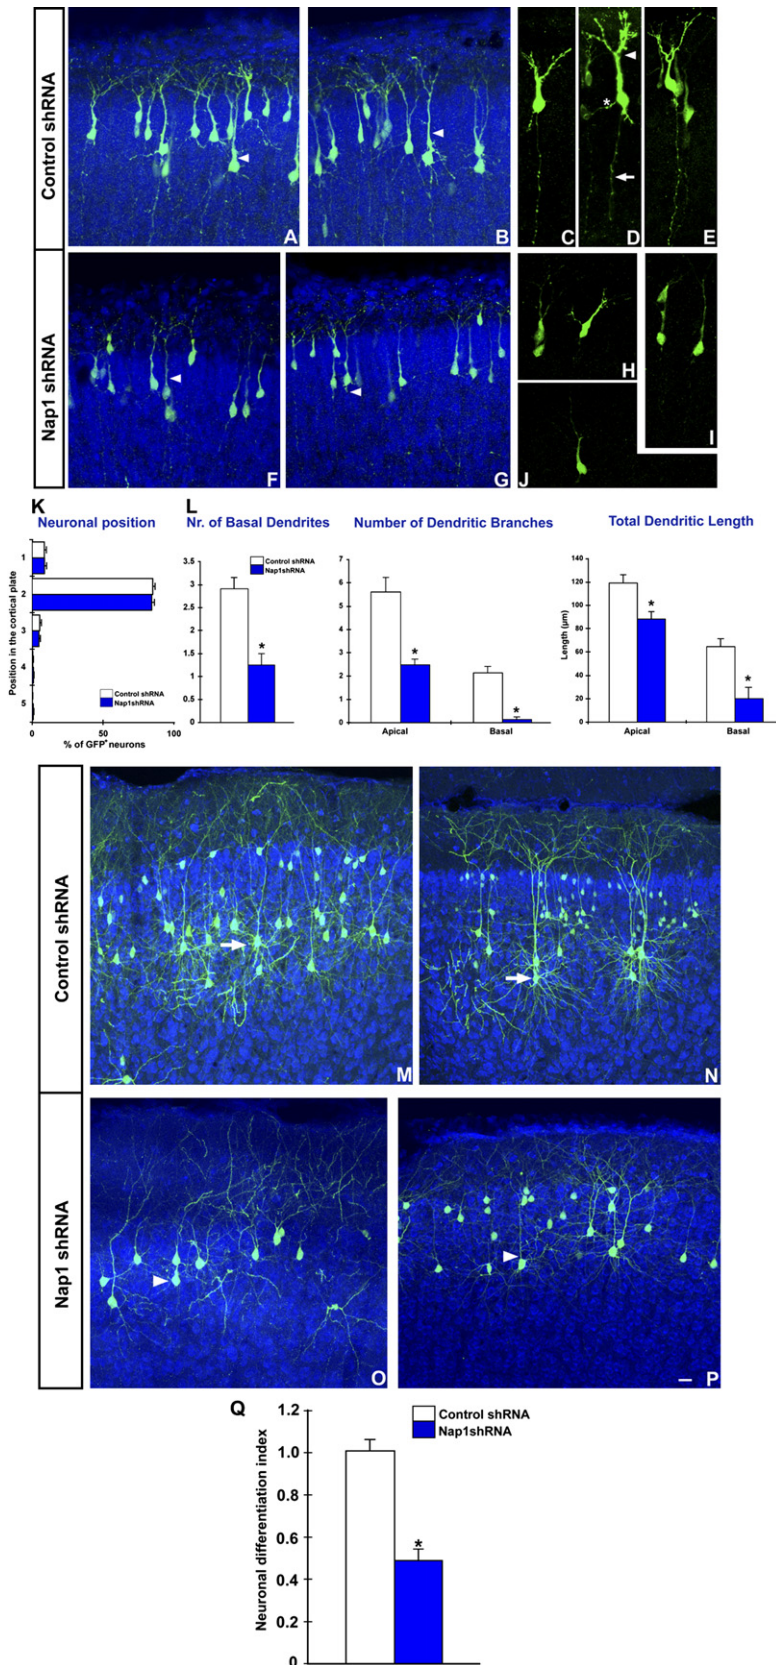 Control shRNA
A
B
C
*
D
E
Nap1 shRNA
F
G
H
I
J
K
Neuronal position
Position in the cortical plate
1
2
3
4
5
Control shRNA
Nap1shRNA
0
100
% of GFP+ neurons
L
Nr. of Basal Dendrites
3.5
3
2.5
2
1.5
1
0.5
0
*
Control shRNA
Nap1shRNA
Number of Dendritic Branches
6
5
4
3
2
1
0
*
*
Apical
Basal
Total Dendritic Length
Length (µm)
120
100
80
60
40
20
0
*
*
Apical
Basal
Control shRNA
M
N
Nap1 shRNA
O
P
Q
Neuronal differentiation index
1.2
1.0
0.8
0.6
0.4
0.2
0
*
Control shRNA
Nap1shRNA